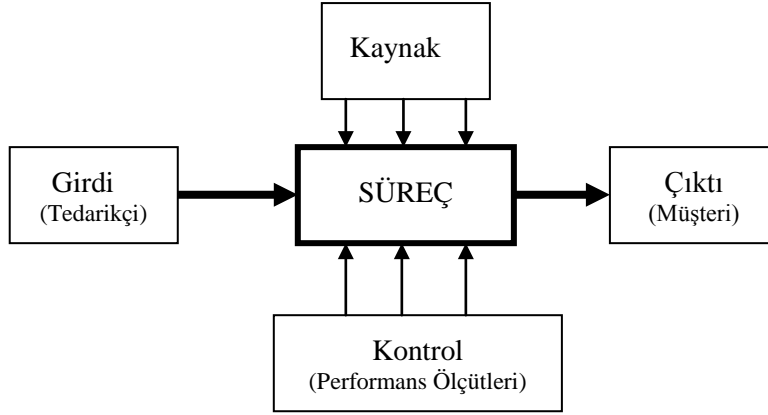 Kaynak
Girdi
(Tedarikçi)
SÜREÇ
Çıktı
(Müşteri)
Kontrol
(Performans Ölçütleri)